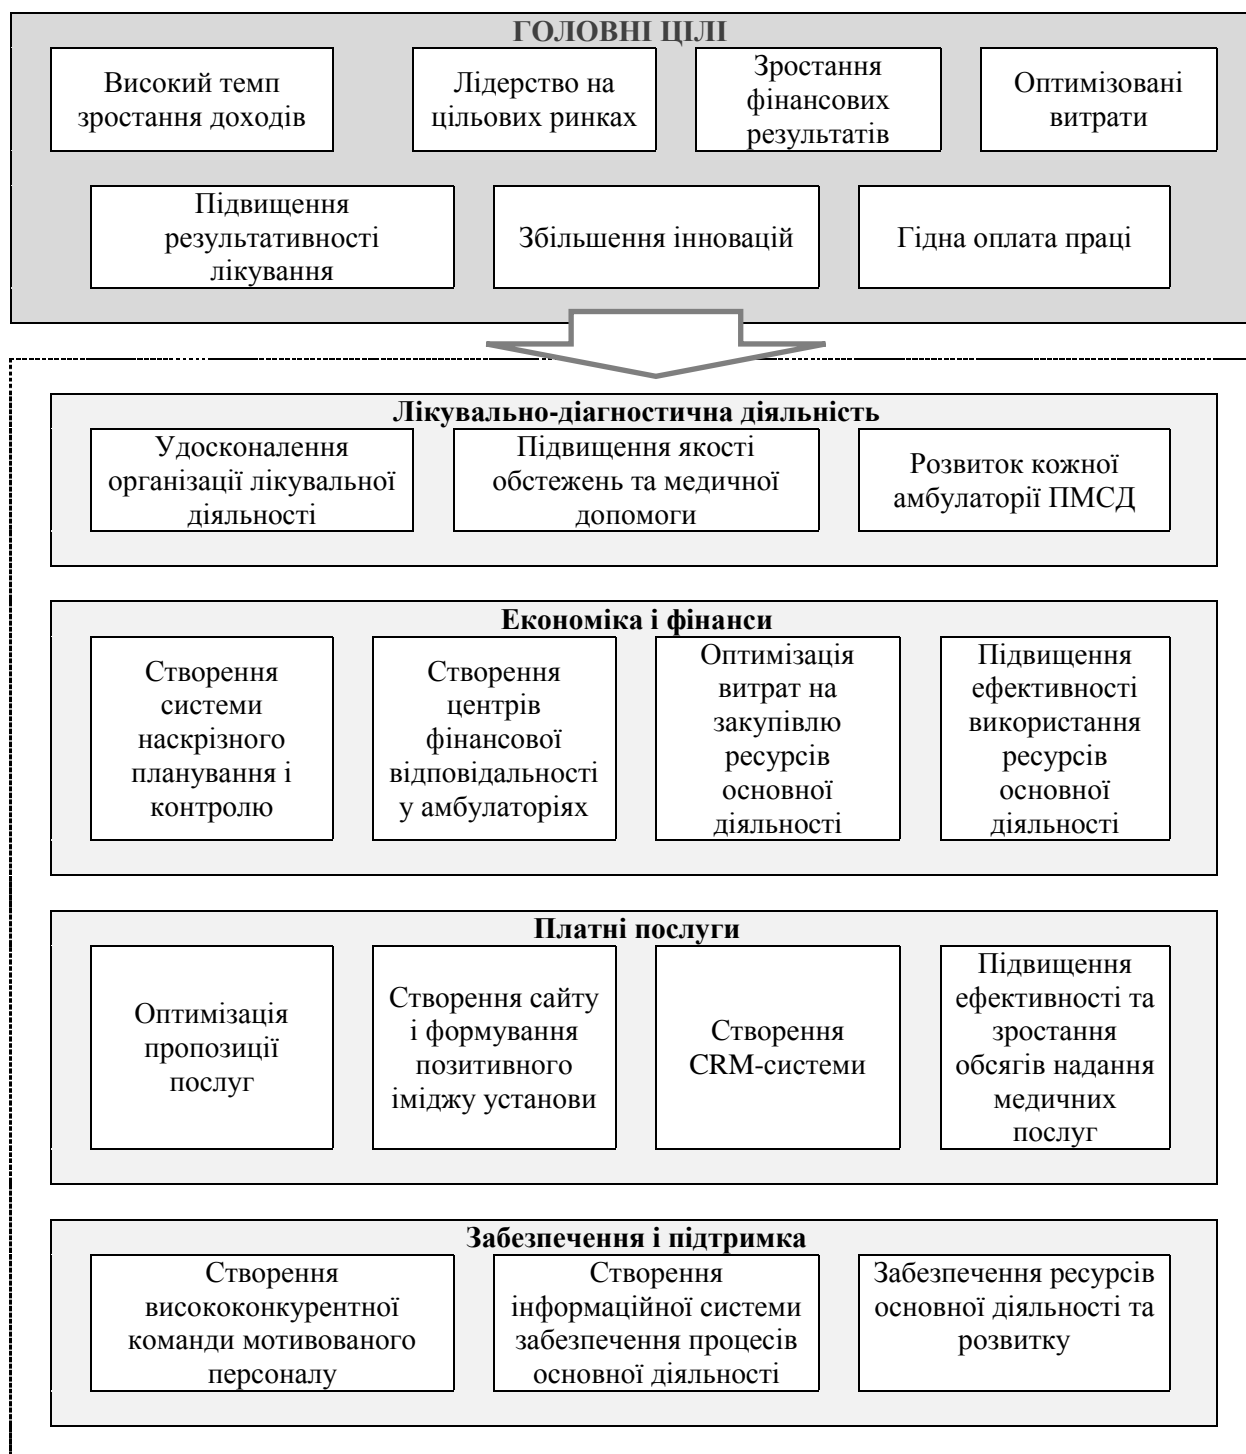 ГОЛОВНІ ЦІЛІ
Високий темп
зростання доходів
Лідерство на
цільових ринках
Зростання
фінансових
результатів
Оптимізовані
витрати
Підвищення
результативності
лікування
Збільшення інновацій
Гідна оплата праці
Лікувально-діагностична діяльність
Удосконалення
організації лікувальної
діяльності
Підвищення якості
обстежень та медичної
допомоги
Розвиток кожної
амбулаторії ПМСД
Економіка і фінанси
Створення
системи
наскрізного
планування і
контролю
Створення
центрів
фінансової
відповідальності
у амбулаторіях
Оптимізація
витрат на
закупівлю
ресурсів
основної
діяльності
Підвищення
ефективності
використання
ресурсів
основної
діяльності
Платні послуги
Оптимізація
пропозиції
послуг
Створення сайту
і формування
позитивного
іміджу установи
Створення
CRM-системи
Підвищення
ефективності та
зростання
обсягів надання
медичних
послуг
Забезпечення і підтримка
Створення
висококонкурентної
команди мотивованого
персоналу
Створення
інформаційної системи
забезпечення процесів
основної діяльності
Забезпечення ресурсів
основної діяльності та
розвитку